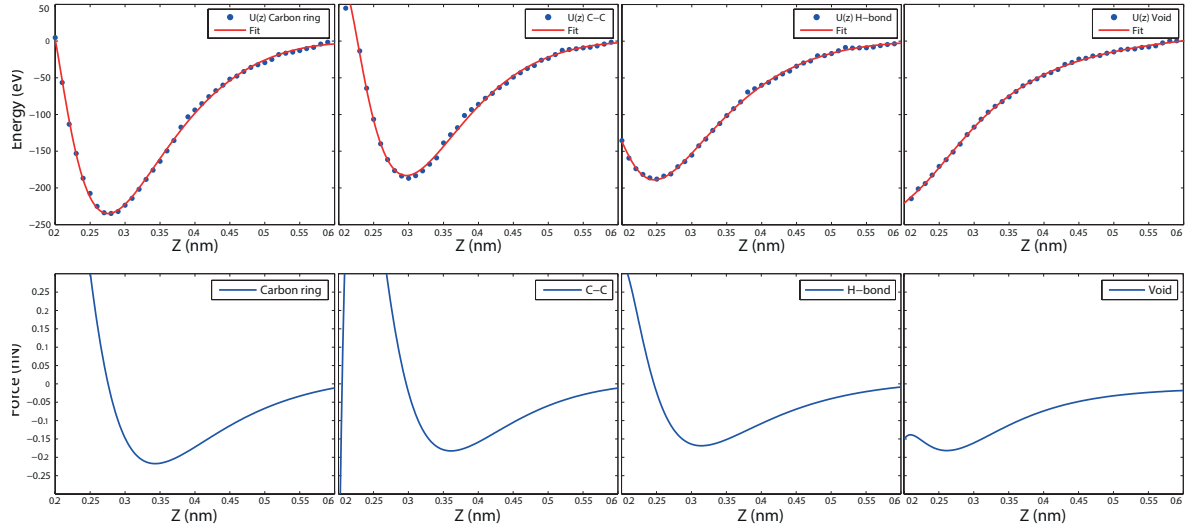 U(z) Carbon ring
Fit
U(z) C−C
Fit
U(z) H−bond
Fit
U(z) Void
Fit
Energy (eV)
50
0
−50
−100
−150
−200
−250
0.2 0.25 0.3 0.35 0.4 0.45 0.5 0.55 0.6
0.2 0.25 0.3 0.35 0.4 0.45 0.5 0.55 0.6
0.2 0.25 0.3 0.35 0.4 0.45 0.5 0.55 0.6
0.2 0.25 0.3 0.35 0.4 0.45 0.5 0.55 0.6
Z (nm) Z (nm) Z (nm) Z (nm)
Carbon ring
C−C
H−bond
Void
Force (nN)
0.25
0.2
0.15
0.1
0.05
0
−0.05
−0.1
−0.15
−0.2
−0.25
0.2 0.25 0.3 0.35 0.4 0.45 0.5 0.55 0.6
0.2 0.25 0.3 0.35 0.4 0.45 0.5 0.55 0.6
0.2 0.25 0.3 0.35 0.4 0.45 0.5 0.55 0.6
0.2 0.25 0.3 0.35 0.4 0.45 0.5 0.55 0.6
Z (nm) Z (nm) Z (nm) Z (nm)